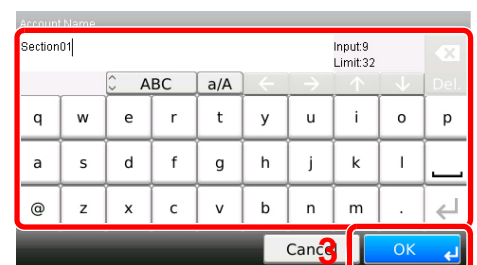 Account Name
Section01
Input:9
Limit:32
ABC a/A Del.
q w e r t y u i o p
a s d f g h j k l
@ z x c v b n m .
Cancel 3 OK